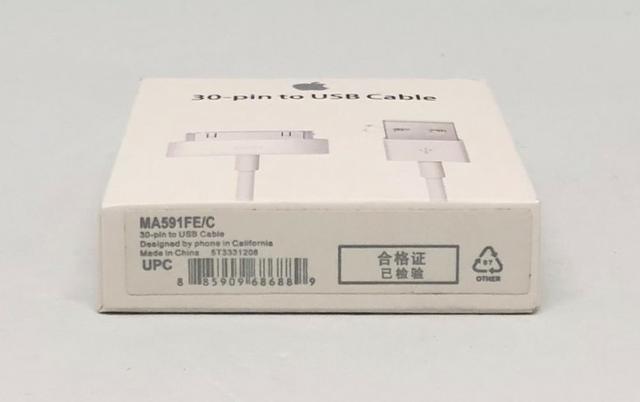 30-pin to USB Cable
MA591FE/C
30-pin to USB Cable
Designed by phone in California
Made in China 5T3331208
UPC
8 85909 68688 9
合格证
已检验
87
OTHER